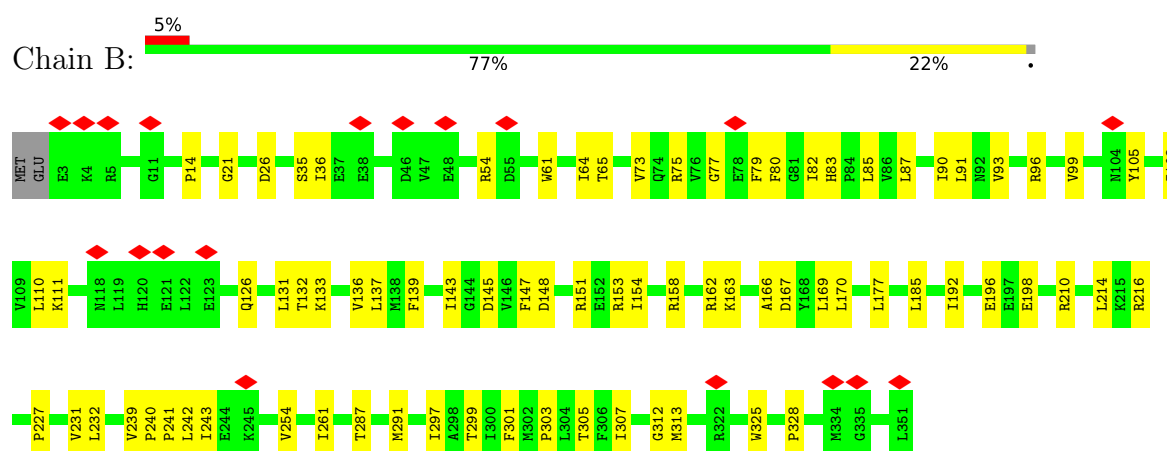 5%
Chain B:
77% 22% •
MET GLU E3 K4 R5 G11 P14 G21 D26 S35 I36 E37 E38 D46 V47 E48 R54 D55 W61 I64 T65 V73 Q74 R75 V76 G77 E78 F79 F80 G81 I82 H83 P84 L85 V86 L87 I90 L91 N92 V93 R96 V99 N104 Y105
V109 L110 K111 N118 L119 H120 E121 L122 E123 Q126 L131 T132 K133 V136 L137 M138 F139 I143 G144 D145 V146 F147 D148 R151 E152 R153 I154 R158 R162 K163 A166 D167 Y168 L169 L170 L177 L185 I192 E196 E197 E198 R210 L214 K215 R216
P227 V231 L232 V239 P240 P241 L242 I243 E244 K245 V254 I261 T287 M291 I297 A298 T299 I300 F301 M302 P303 L304 T305 F306 I307 G312 M313 R322 W325 P328 M334 G335 L351